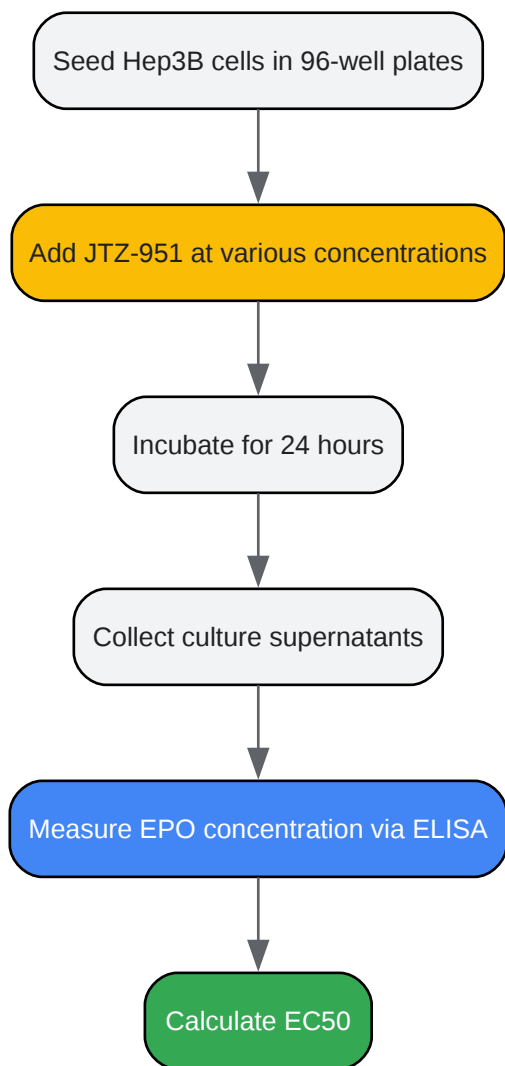 Seed Hep3B cells in 96-well plates
Add JTZ-951 at various concentrations
Incubate for 24 hours
Collect culture supernatants
Measure EPO concentration via ELISA
Calculate EC50